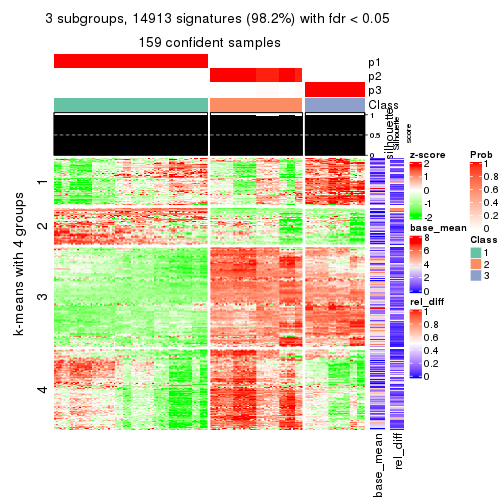 3 subgroups, 14913 signatures (98.2%) with fdr < 0.05
159 confident samples
p1
p2
p3
Class
1
0.5
0
silhouette
Silhouette
score
k-means with 4 groups
1
2
3
4
base_mean
rel_diff
z-score
2
1
0
-1
-2
base_mean
8
6
4
2
0
rel_diff
1
0.8
0.6
0.4
0.2
0
Prob
1
0.8
0.6
0.4
0.2
0
Class
1
2
3